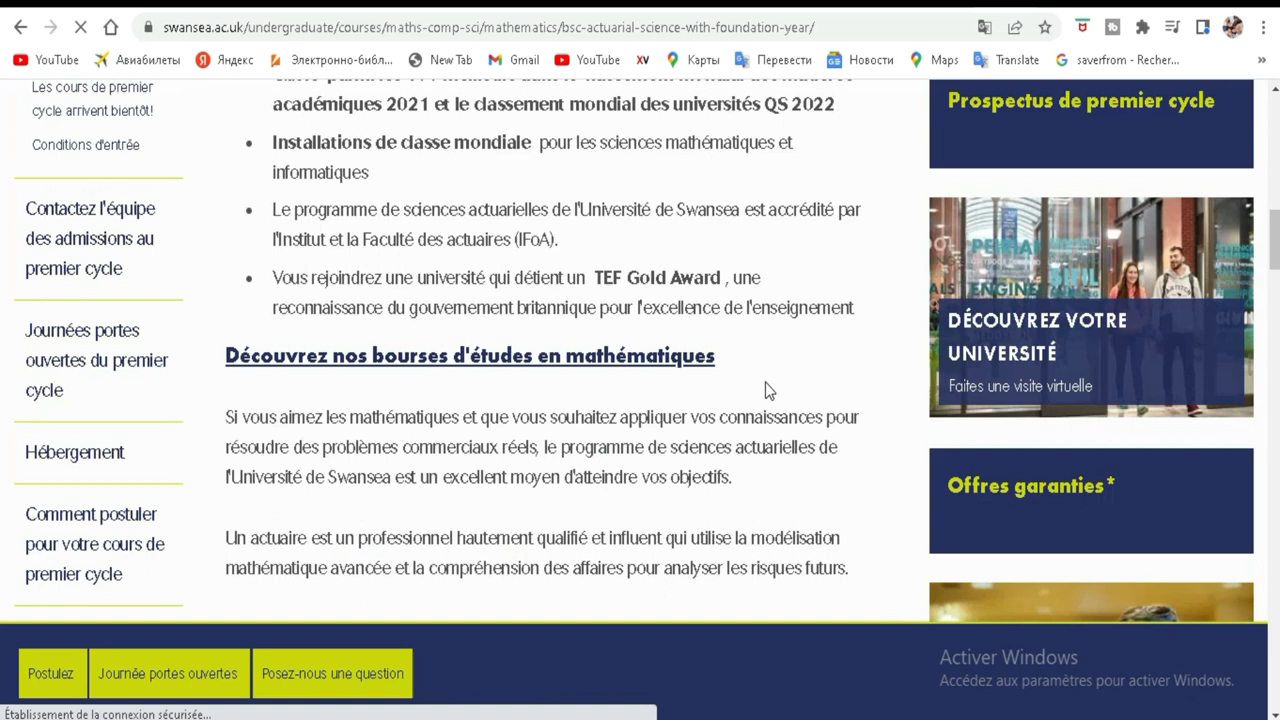 swansea.ac.uk/undergraduate/courses/maths-comp-sci/mathematics/bsc-actuarial-science-with-foundation-year/
YouTube Авиабилеты Яндекс Электронно-библи... New Tab Gmail YouTube XV Карты Перевести Новости Maps Translate saverfrom - Recher... »
Les cours de premier
cycle arrivent bientôt!
Conditions d'entrée
Contactez l'équipe
des admissions au
premier cycle
Journées portes
ouvertes du premier
cycle
Hébergement
Comment postuler
pour votre cours de
premier cycle
académiques 2021 et le classement mondial des universités QS 2022
• Installations de classe mondiale pour les sciences mathématiques et
informatiques
• Le programme de sciences actuarielles de l'Université de Swansea est accrédité par
l'Institut et la Faculté des actuaires (IFoA).
• Vous rejoindrez une université qui détient un TEF Gold Award , une
reconnaissance du gouvernement britannique pour l'excellence de l'enseignement
Découvrez nos bourses d'études en mathématiques
Si vous aimez les mathématiques et que vous souhaitez appliquer vos connaissances pour
résoudre des problèmes commerciaux réels, le programme de sciences actuarielles de
l'Université de Swansea est un excellent moyen d'atteindre vos objectifs.
Un actuaire est un professionnel hautement qualifié et influent qui utilise la modélisation
mathématique avancée et la compréhension des affaires pour analyser les risques futurs.
Prospectus de premier cycle
DÉCOUVREZ VOTRE
UNIVERSITÉ
Faites une visite virtuelle
Offres garanties*
Postulez Journée portes ouvertes Posez-nous une question
Activer Windows
Accédez aux paramètres pour activer Windows.
Établissement de la connexion sécurisée...